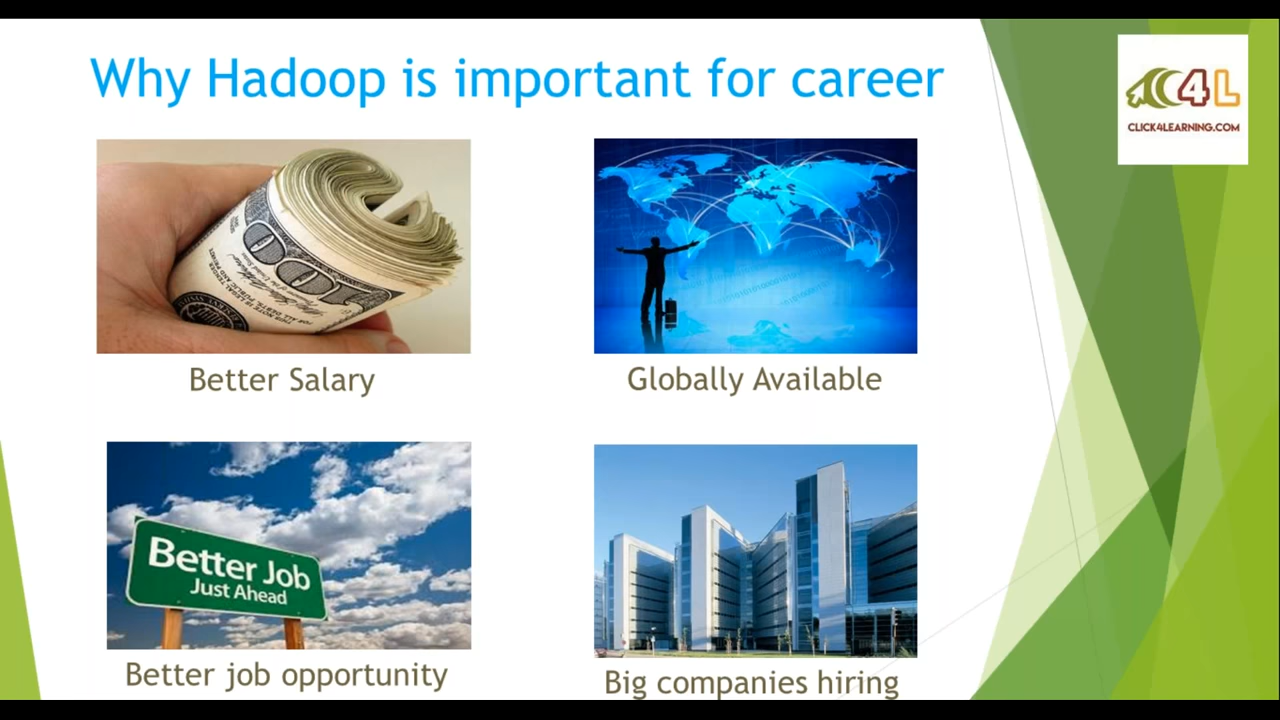 Why Hadoop is important for career
C4L
CLICK4LEARNING.COM
100
Better Salary
Globally Available
Better Job
Just Ahead
Better job opportunity
Big companies hiring